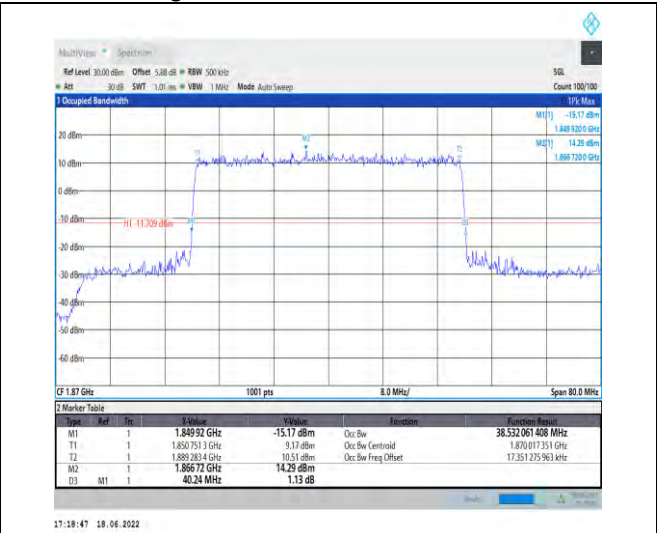 MultiView Spectrum
Ref Level 30.00 dBm Offset 5.88 dB RBW 500 kHz SGL
Att 30 dB SWT 1.01 ms VBW 1 MHz Mode Auto Sweep Count 100/100
1 Occupied Bandwidth 1Pk Max
M1[1] -15.17 dBm
1.849 920 0 GHz
M2[1] 14.29 dBm
1.866 720 0 GHz
20 dBm
M2
T1 T2
10 dBm
0 dBm
-10 dBm
H1 -11.709 dBm M1 D3
-20 dBm
-30 dBm
-40 dBm
-50 dBm
-60 dBm
CF 1.87 GHz 1001 pts 8.0 MHz/ Span 80.0 MHz
2 Marker Table
Type Ref Trc X-Value Y-Value Function Function Result
M1 1 1.849 92 GHz -15.17 dBm Occ Bw 38.532 061 408 MHz
T1 1 1.850 751 3 GHz 9.17 dBm Occ Bw Centroid 1.870 017 351 GHz
T2 1 1.889 283 4 GHz 10.51 dBm Occ Bw Freq Offset 17.351 275 963 kHz
M2 1 1.866 72 GHz 14.29 dBm
D3 M1 1 40.24 MHz 1.13 dB
17:18:47 18.06.2022